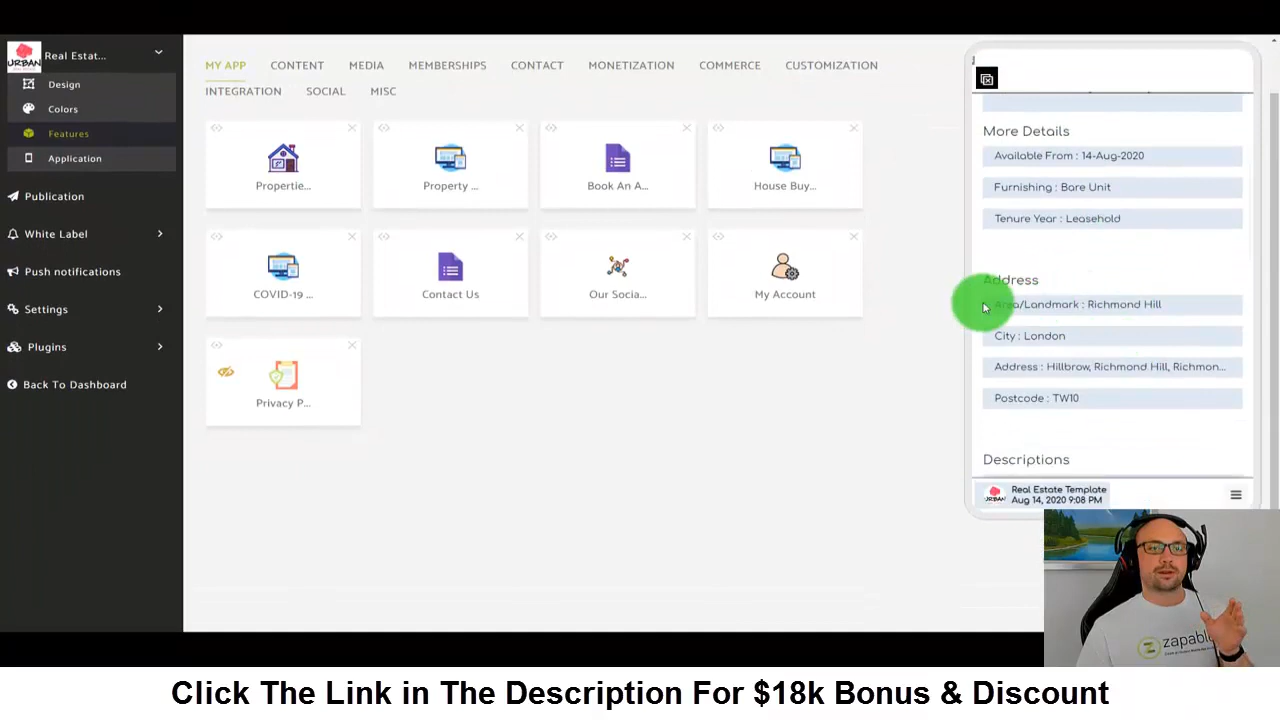 URBAN
Real Estat...
Design
Colors
Features
Application
Publication
White Label
Push notifications
Settings
Plugins
Back To Dashboard
MY APP CONTENT MEDIA MEMBERSHIPS CONTACT MONETIZATION COMMERCE CUSTOMIZATION
INTEGRATION SOCIAL MISC
Propertie... Property ... Book An A... House Buy...
COVID-19 ... Contact Us Our Socia... My Account
Privacy P...
More Details
Available From : 14-Aug-2020
Furnishing : Bare Unit
Tenure Year : Leasehold
Address
Area/Landmark : Richmond Hill
City : London
Address : Hillbrow, Richmond Hill, Richmon...
Postcode : TW10
Descriptions
Real Estate Template
Aug 14, 2020 9:08 PM
zapable
Click The Link in The Description For $18k Bonus & Discount